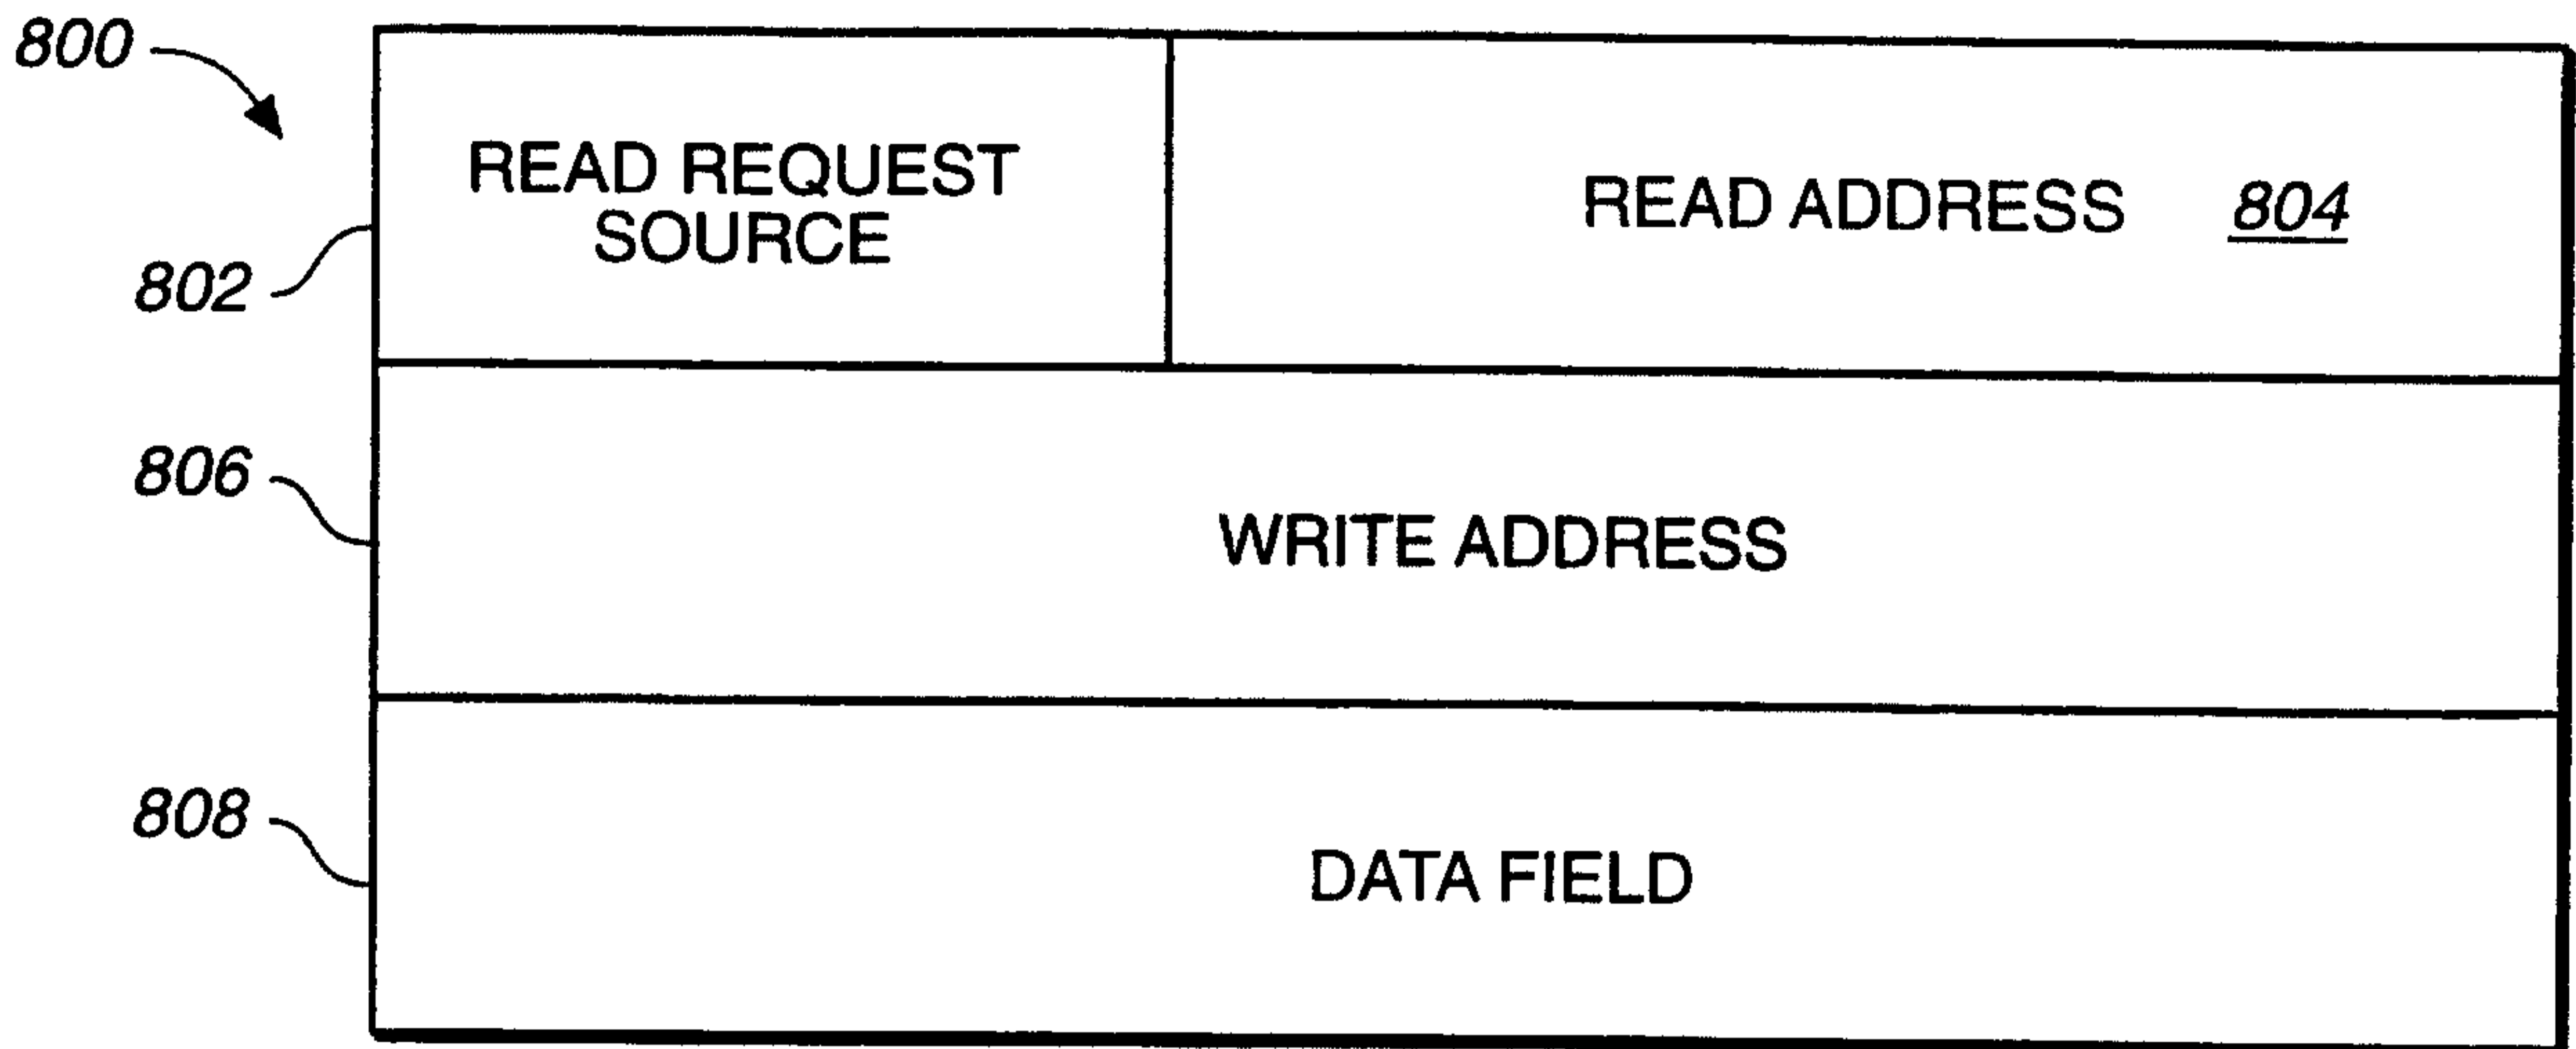 800
READ REQUEST
SOURCE
READ ADDRESS 804
802
806
WRITE ADDRESS
808
DATA FIELD